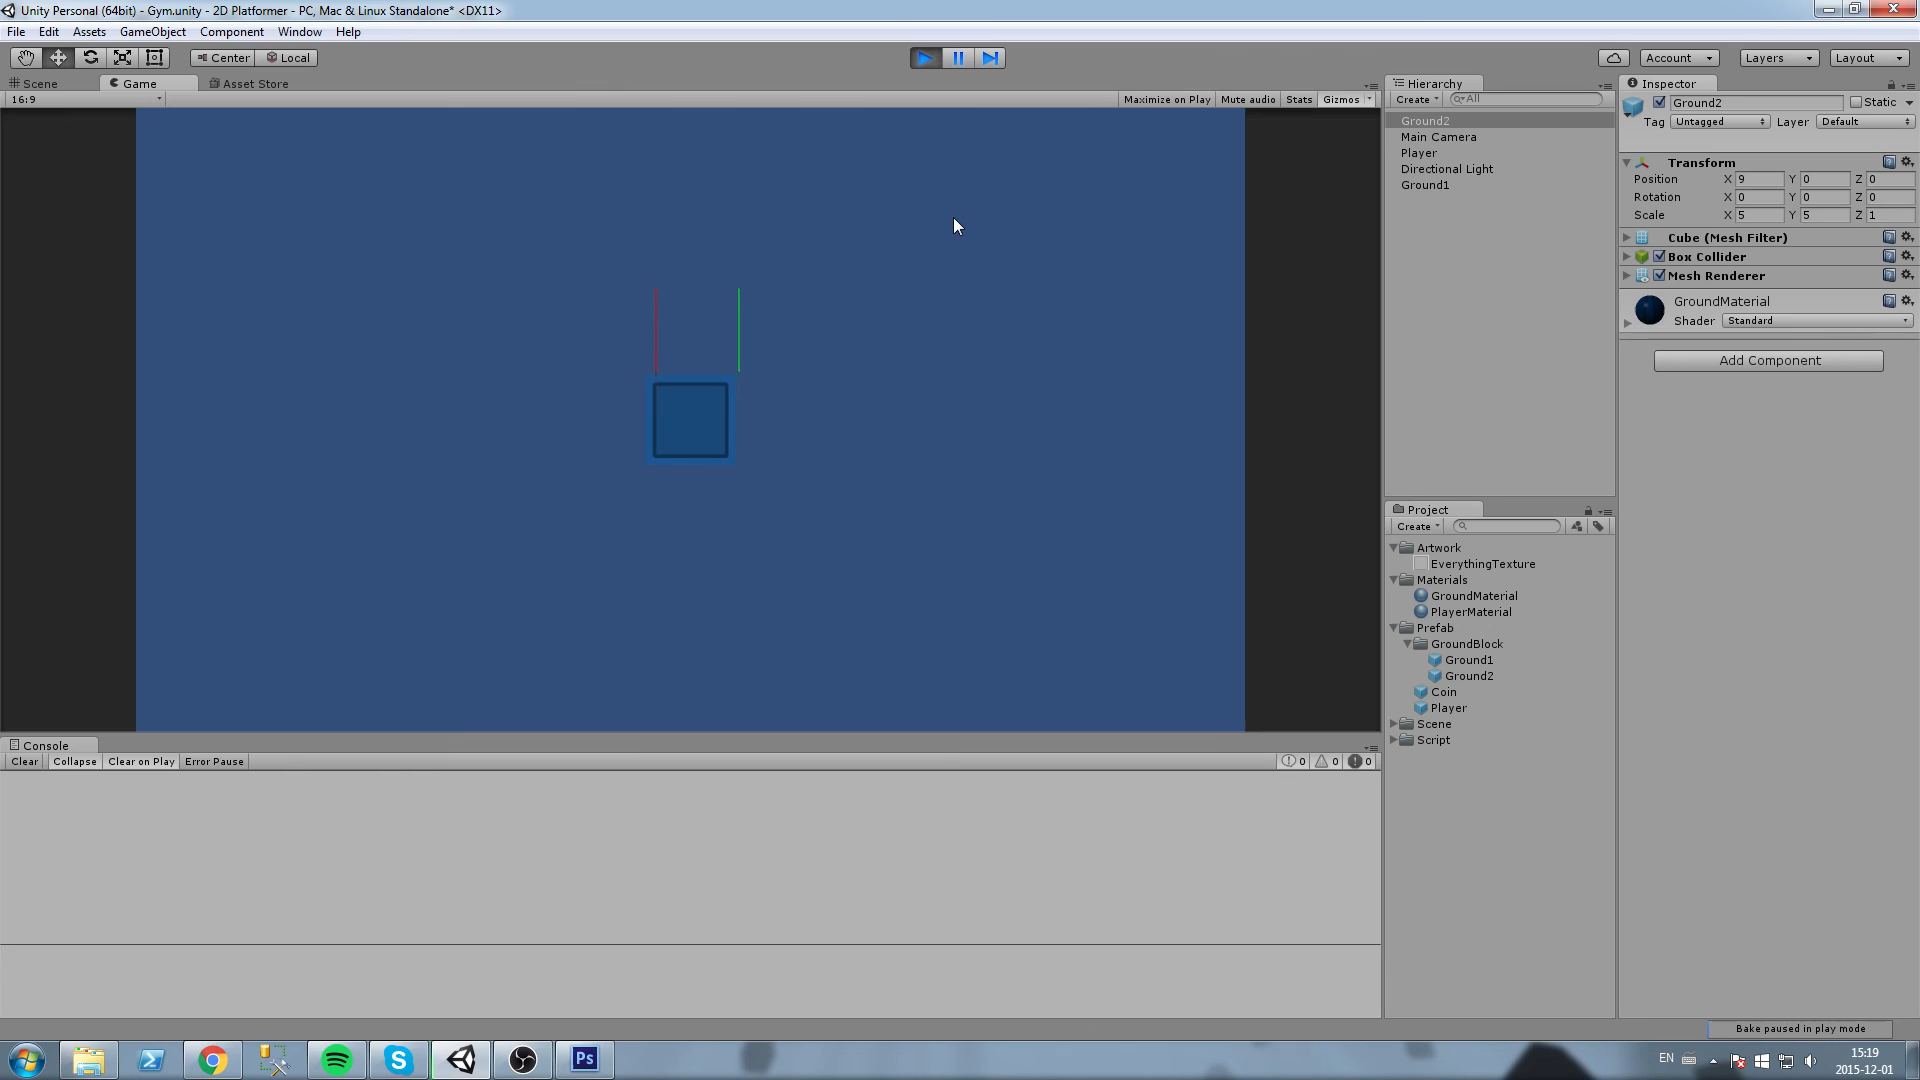 Unity Personal (64bit) - Gym.unity - 2D Platformer - PC, Mac & Linux Standalone* <DX11>
File Edit Assets GameObject Component Window Help
Center Local Account Layers Layout
Scene Game Asset Store
16:9 Maximize on Play Mute audio Stats Gizmos
Hierarchy
Create All
Ground2
Main Camera
Player
Directional Light
Ground1
Inspector
Ground2 Static
Tag Untagged Layer Default
Transform
Position X 9 Y 0 Z 0
Rotation X 0 Y 0 Z 0
Scale X 5 Y 5 Z 1
Cube (Mesh Filter)
Box Collider
Mesh Renderer
GroundMaterial
Shader Standard
Add Component
Project
Create
Artwork
EverythingTexture
Materials
GroundMaterial
PlayerMaterial
Prefab
GroundBlock
Ground1
Ground2
Coin
Player
Scene
Script
Console
Clear Collapse Clear on Play Error Pause 0 0 0
Bake paused in play mode
Ps
EN
15:19
2015-12-01